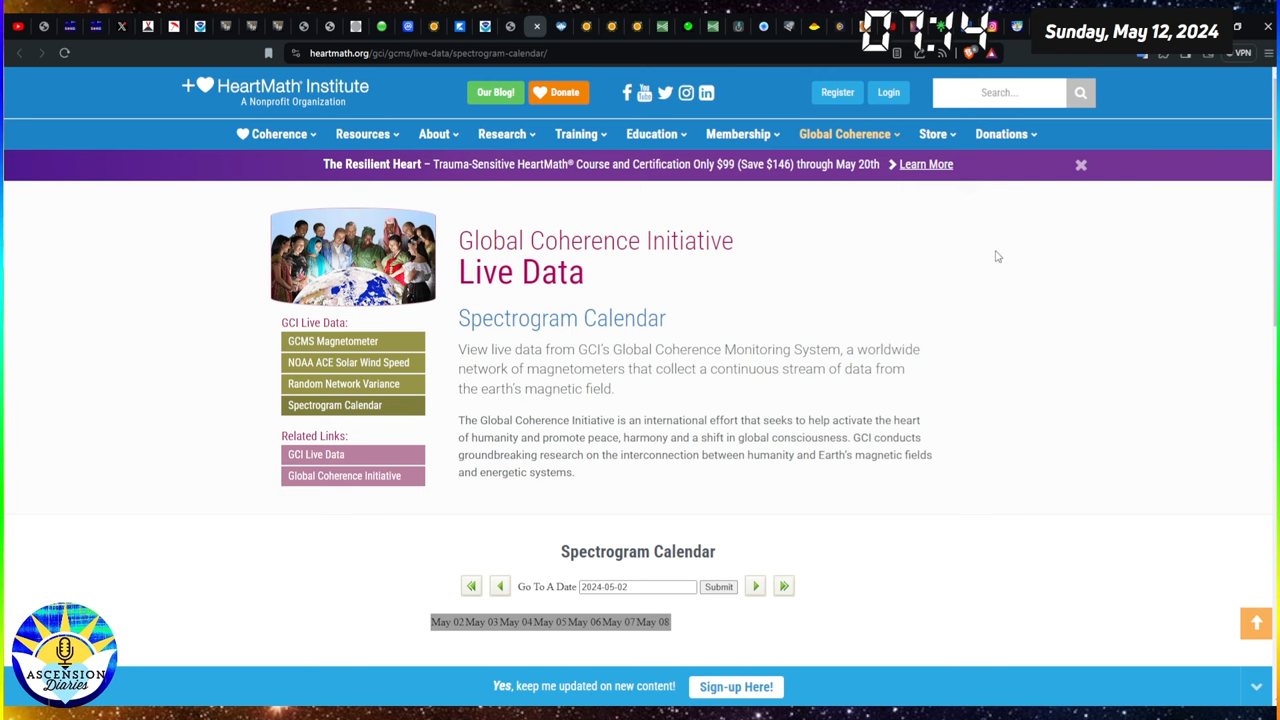 07:14
Sunday, May 12, 2024
heartmath.org/gci/gcms/live-data/spectrogram-calendar/
VPN
HeartMath® Institute
A Nonprofit Organization
Our Blog!
Donate
You Tube
Register
Login
Search...
Coherence
Resources
About
Research
Training
Education
Membership
Global Coherence
Store
Donations
The Resilient Heart – Trauma-Sensitive HeartMath® Course and Certification Only $99 (Save $146) through May 20th
Learn More
Global Coherence Initiative
Live Data
Spectrogram Calendar
View live data from GCI's Global Coherence Monitoring System, a worldwide
network of magnetometers that collect a continuous stream of data from
the earth's magnetic field.
The Global Coherence Initiative is an international effort that seeks to help activate the heart
of humanity and promote peace, harmony and a shift in global consciousness. GCI conducts
groundbreaking research on the interconnection between humanity and Earth's magnetic fields
and energetic systems.
GCI Live Data:
GCMS Magnetometer
NOAA ACE Solar Wind Speed
Random Network Variance
Spectrogram Calendar
Related Links:
GCI Live Data
Global Coherence Initiative
Spectrogram Calendar
Go To A Date 2024-05-02 Submit
May 02 May 03 May 04 May 05 May 06 May 07 May 08
ASCENSION
Diaries
Yes, keep me updated on new content!
Sign-up Here!